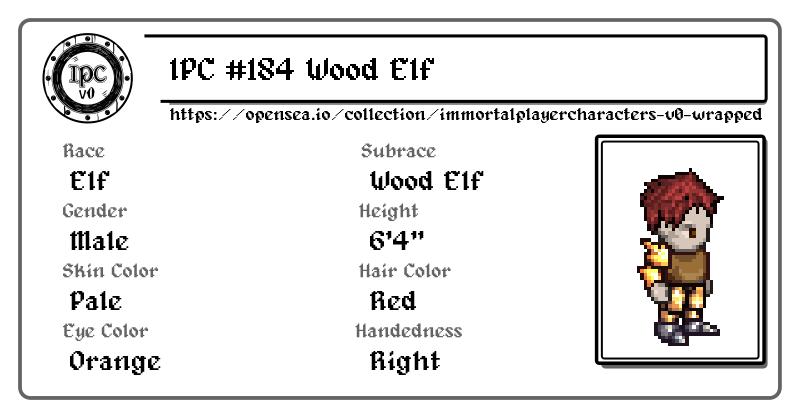 IPC
v0
IPC #184 Wood Elf
https://opensea.io/collection/immortalplayercharacters-v0-wrapped
Race
Subrace
Elf
Wood Elf
Gender
Height
Male
6'4"
Skin Color
Hair Color
Pale
Red
Eye Color
Handedness
Orange
Right